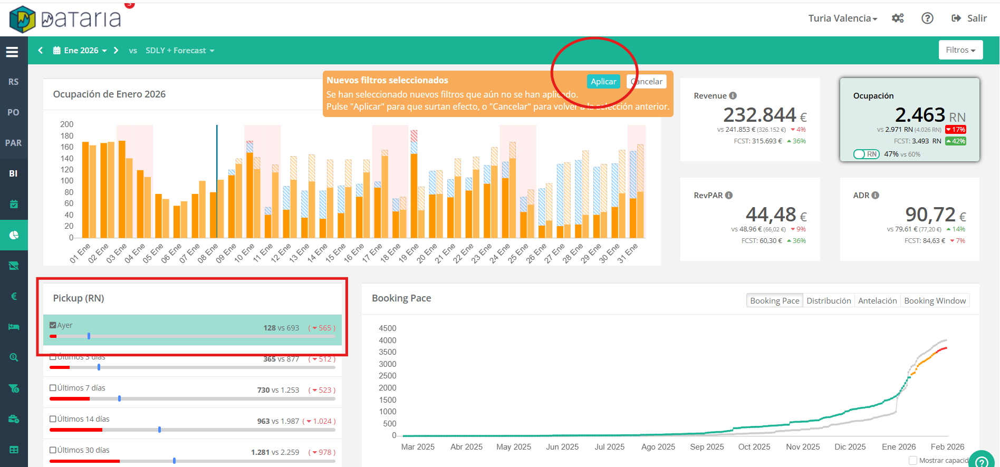 3
DATARIA
Turia Valencia
Salir
Ene 2026 vs SDLY + Forecast
Filtros
RS
PO
PAR
BI
€
Nuevos filtros seleccionados
Aplicar
Cancelar
Se han seleccionado nuevos filtros que aún no se han aplicado.
Pulse "Aplicar" para que surtan efecto, o "Cancelar" para volver a la selección anterior.
Ocupación de Enero 2026
200
180
160
140
120
100
80
60
40
20
0
01 Ene
02 Ene
03 Ene
04 Ene
05 Ene
06 Ene
07 Ene
08 Ene
09 Ene
10 Ene
11 Ene
12 Ene
13 Ene
14 Ene
15 Ene
16 Ene
17 Ene
18 Ene
19 Ene
20 Ene
21 Ene
22 Ene
23 Ene
24 Ene
25 Ene
26 Ene
27 Ene
28 Ene
29 Ene
30 Ene
31 Ene
Revenue
232.844 €
vs 241.853 € (326.152 €) 4%
FCST: 315.693 € 36%
Ocupación
2.463 RN
vs 2.971 RN (4.026 RN) 17%
FCST: 3.493 RN 42%
RN 47% vs 60%
RevPAR
44,48 €
vs 48,96 € (66,02 €) 9%
FCST: 60,30 € 36%
ADR
90,72 €
vs 79,61 € (77,20 €) 14%
FCST: 84,63 € 7%
Pickup (RN)
Ayer 128 vs 693 ( 565 )
Últimos 3 días 365 vs 877 ( 512 )
Últimos 7 días 730 vs 1.253 ( 523 )
Últimos 14 días 963 vs 1.987 ( 1.024 )
Últimos 30 días 1.281 vs 2.259 ( 978 )
Booking Pace
Booking Pace Distribución Antelación Booking Window
4500
4000
3500
3000
2500
2000
1500
1000
500
0
Mar 2025
Abr 2025
May 2025
Jun 2025
Jul 2025
Ago 2025
Sep 2025
Oct 2025
Nov 2025
Dic 2025
Ene 2026
Feb 2026
Mostrar capacid